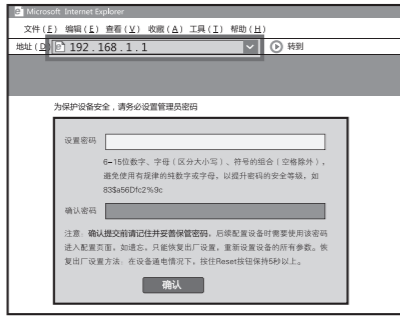 Microsoft Internet Explorer
文件(F) 编辑(E) 查看(V) 收藏(A) 工具(I) 帮助(H)
地址(D) 192.168.1.1 转到
为保护设备安全，请务必设置管理员密码
设置密码
6-15位数字、字母（区分大小写）、符号的组合（空格除外），
避免使用有规律的纯数字或字母，以提升密码的安全等级，如
83$a56Dfc2%9c
确认密码
注意：确认提交前请记住并妥善保管密码，后续配置设备时需要使用该密码
进入配置页面，如遗忘，只能恢复出厂设置，重新设置设备的所有参数。恢
复出厂设置方法：在设备通电情况下，按住Reset按钮保持5秒以上。
确认